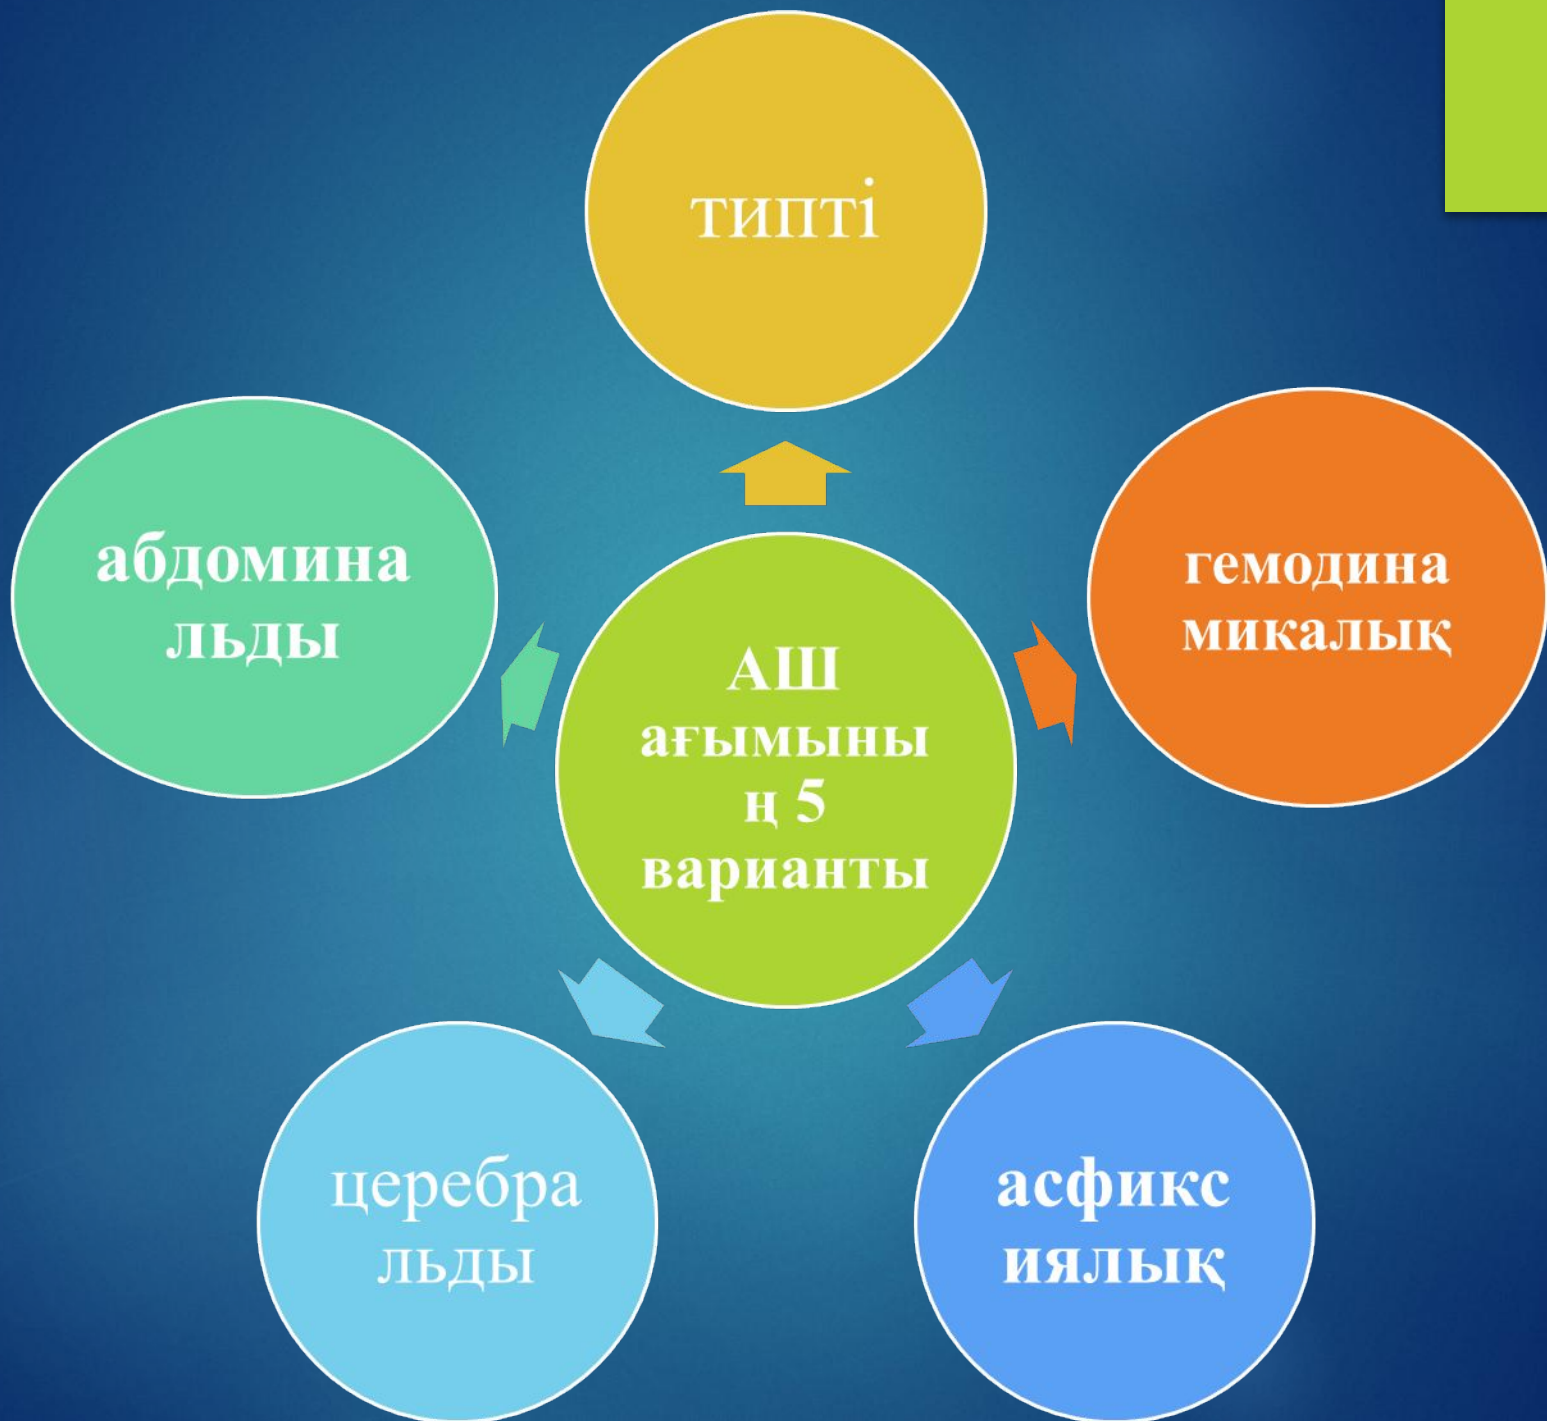 типті
абдомина
льды
гемодина
микалық
АШ
ағымыны
ң 5
варианты
церебра
льды
асфикс
иялық